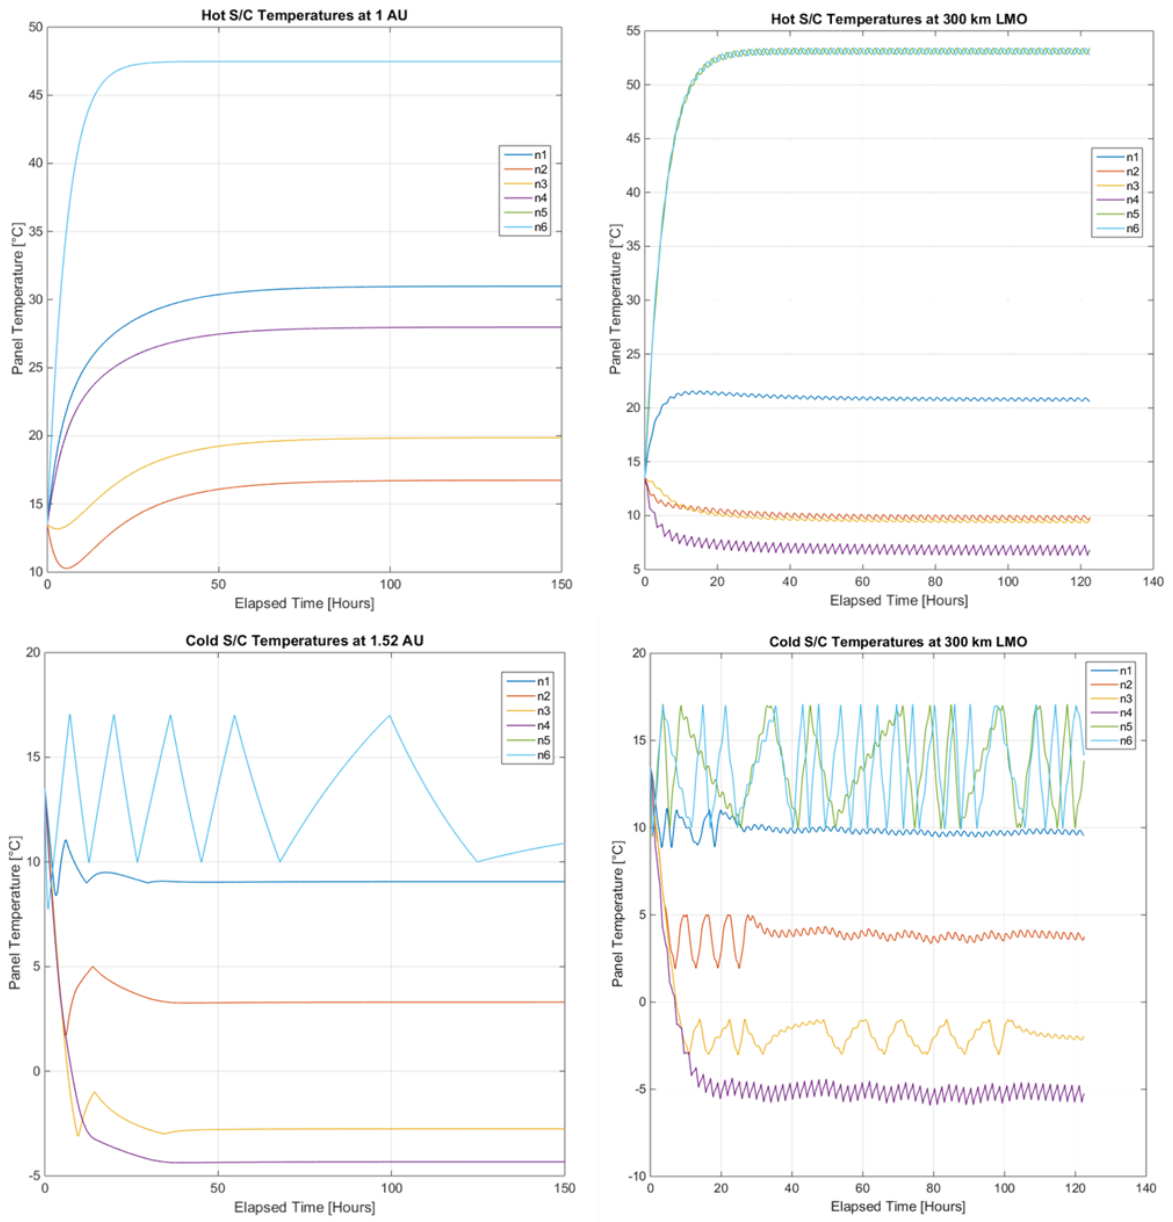 Hot S/C Temperatures at 1 AU
50
45
40
35
30
25
20
15
10
Panel Temperature [°C]
0
50
100
150
Elapsed Time [Hours]
n1
n2
n3
n4
n5
n6
Hot S/C Temperatures at 300 km LMO
55
50
45
40
35
30
25
20
15
10
5
Panel Temperature [°C]
0
20
40
60
80
100
120
140
Elapsed Time [Hours]
n1
n2
n3
n4
n5
n6
Cold S/C Temperatures at 1.52 AU
20
15
10
5
0
-5
Panel Temperature [°C]
0
50
100
150
Elapsed Time [Hours]
n1
n2
n3
n4
n5
n6
Cold S/C Temperatures at 300 km LMO
20
15
10
5
0
-5
-10
Panel Temperature [°C]
0
20
40
60
80
100
120
140
Elapsed Time [Hours]
n1
n2
n3
n4
n5
n6